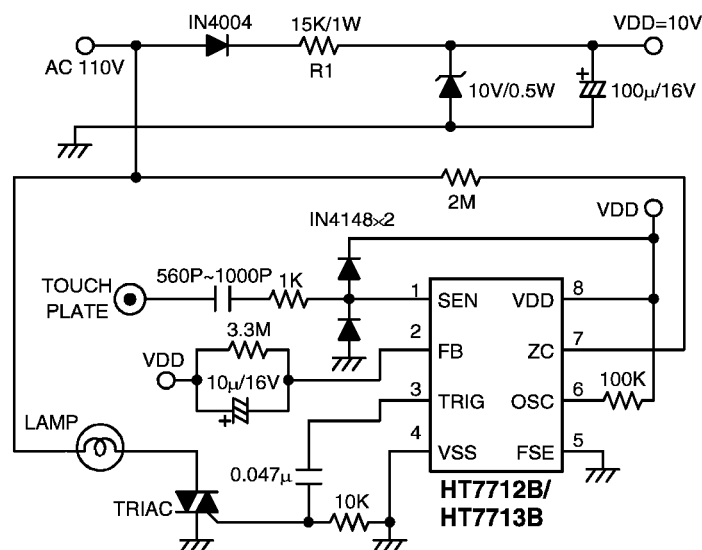 IN4004
15K/1W
VDD=10V
AC 110V
R1
10V/0.5W
+
100μ/16V
2M
IN4148×2
VDD
TOUCH
PLATE
560P~1000P
1K
1
SEN
VDD
8
2
FB
ZC
7
3.3M
VDD
10μ/16V
+
3
TRIG
OSC
6
100K
LAMP
4
VSS
FSE
5
0.047μ
TRIAC
10K
HT7712B/
HT7713B